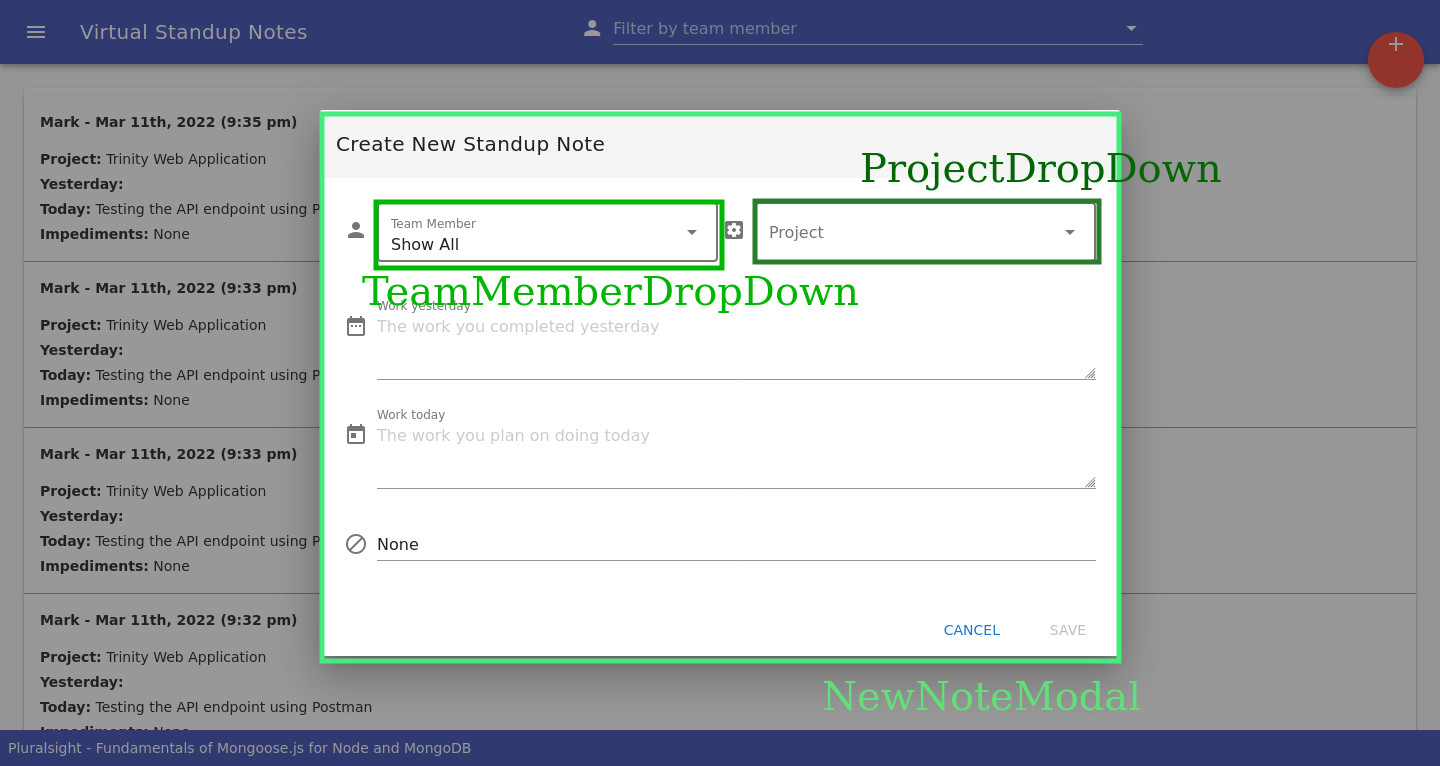 Virtual Standup Notes
Filter by team member
+
Mark - Mar 11th, 2022 (9:35 pm)
Project: Trinity Web Application
Yesterday:
Today: Testing the API endpoint using P
Impediments: None
Mark - Mar 11th, 2022 (9:33 pm)
Project: Trinity Web Application
Yesterday:
Today: Testing the API endpoint using P
Impediments: None
Mark - Mar 11th, 2022 (9:33 pm)
Project: Trinity Web Application
Yesterday:
Today: Testing the API endpoint using P
Impediments: None
Mark - Mar 11th, 2022 (9:32 pm)
Project: Trinity Web Application
Yesterday:
Today: Testing the API endpoint using Postman
Impediments: None
Create New Standup Note
ProjectDropDown
Team Member
Show All
Project
TeamMemberDropDown
Work yesterday
The work you completed yesterday
Work today
The work you plan on doing today
None
CANCEL
SAVE
NewNoteModal
Pluralsight - Fundamentals of Mongoose.js for Node and MongoDB